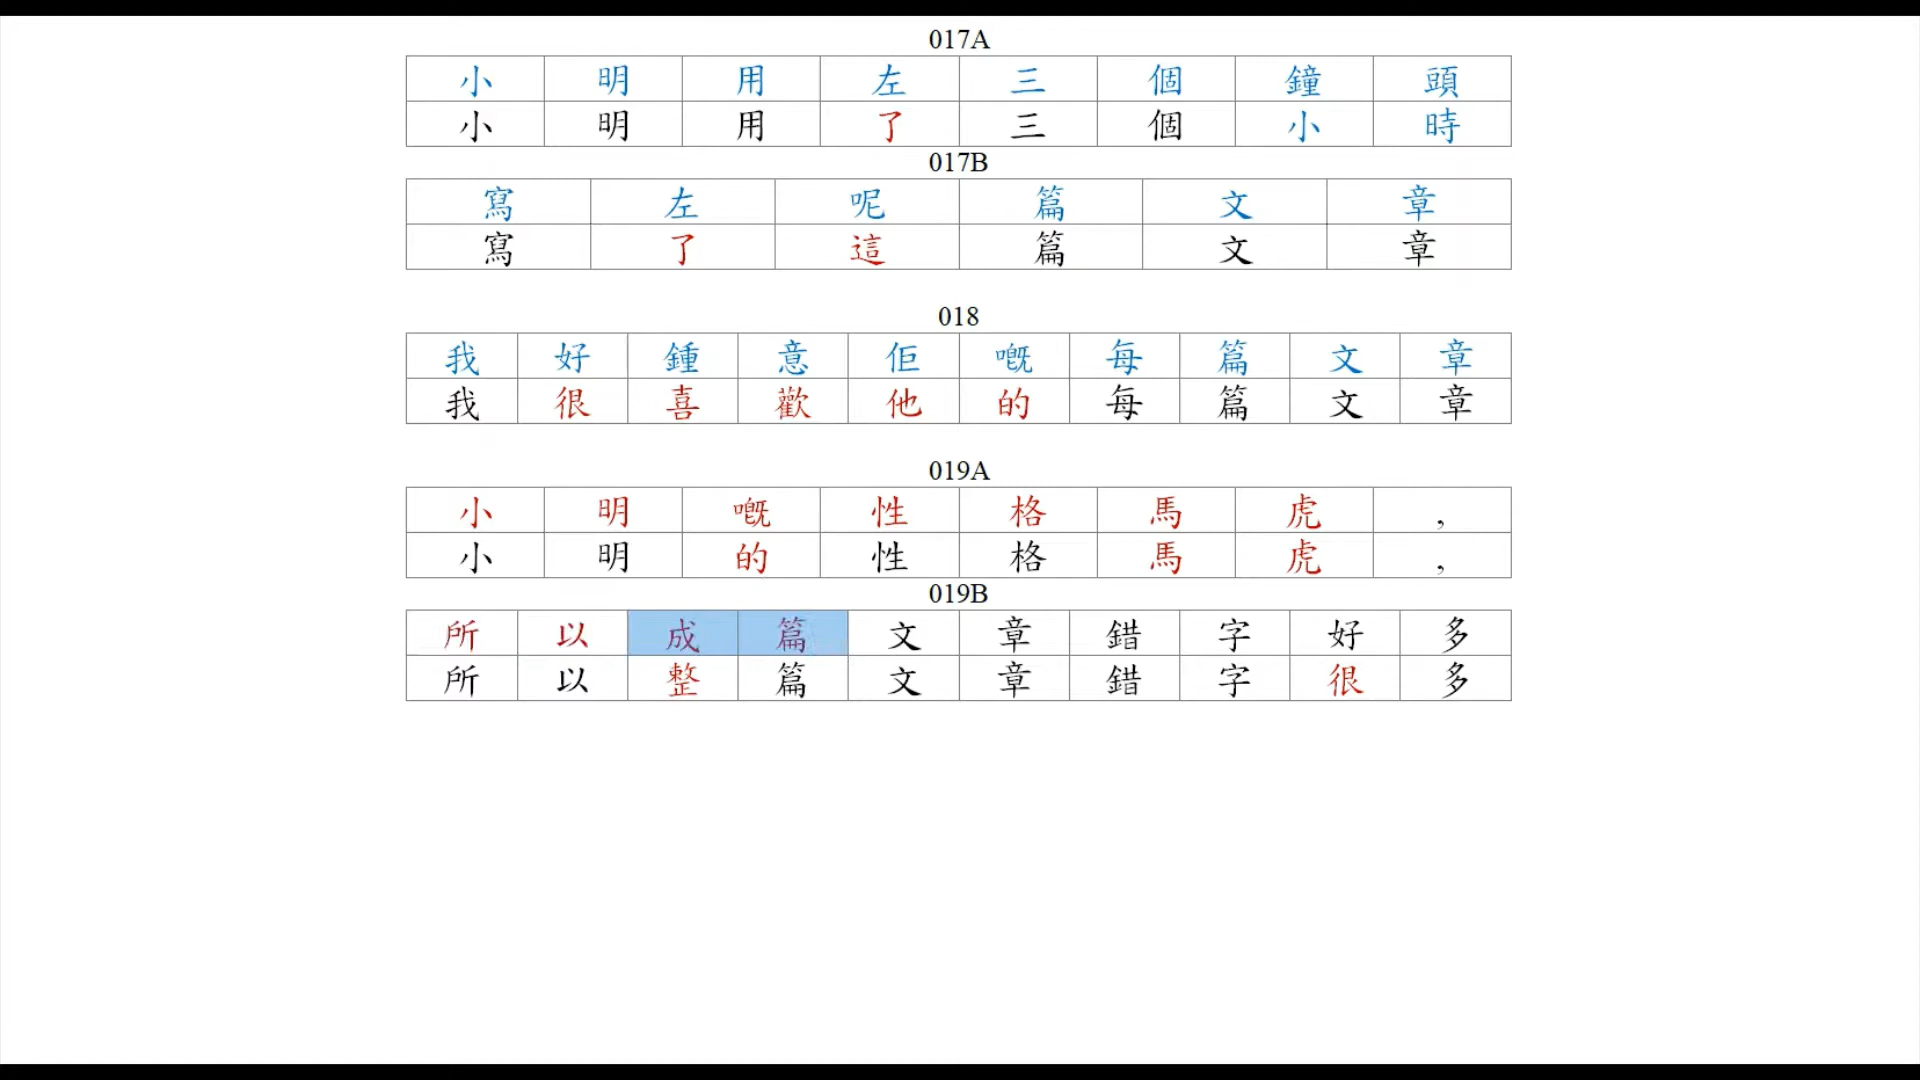 017A
小明用左三個鐘頭
小明用了三個小時
017B
寫左呢篇文章
寫了這篇文章
018
我好鍾意佢嘅每篇文章
我很喜歡他的每篇文章
019A
小明嘅性格馬虎,
小明的性格馬虎,
019B
所以成篇文章錯字好多
所以整篇文章錯字很多